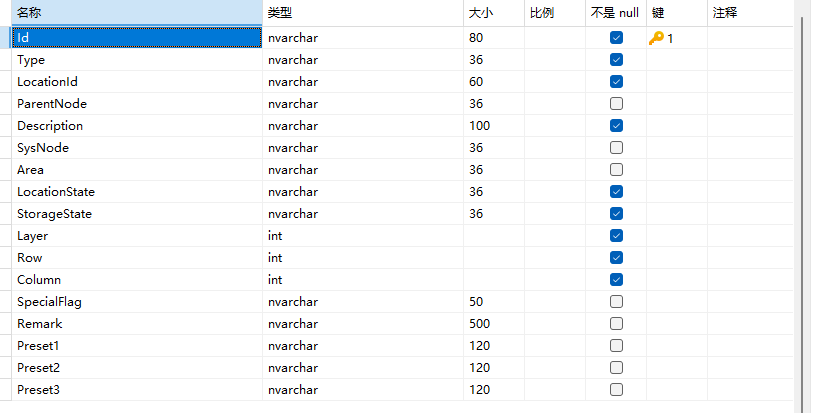 名称 类型 大小 比例 不是 null 键 注释
Id nvarchar 80 1
Type nvarchar 36
LocationId nvarchar 60
ParentNode nvarchar 36
Description nvarchar 100
SysNode nvarchar 36
Area nvarchar 36
LocationState nvarchar 36
StorageState nvarchar 36
Layer int
Row int
Column int
SpecialFlag nvarchar 50
Remark nvarchar 500
Preset1 nvarchar 120
Preset2 nvarchar 120
Preset3 nvarchar 120